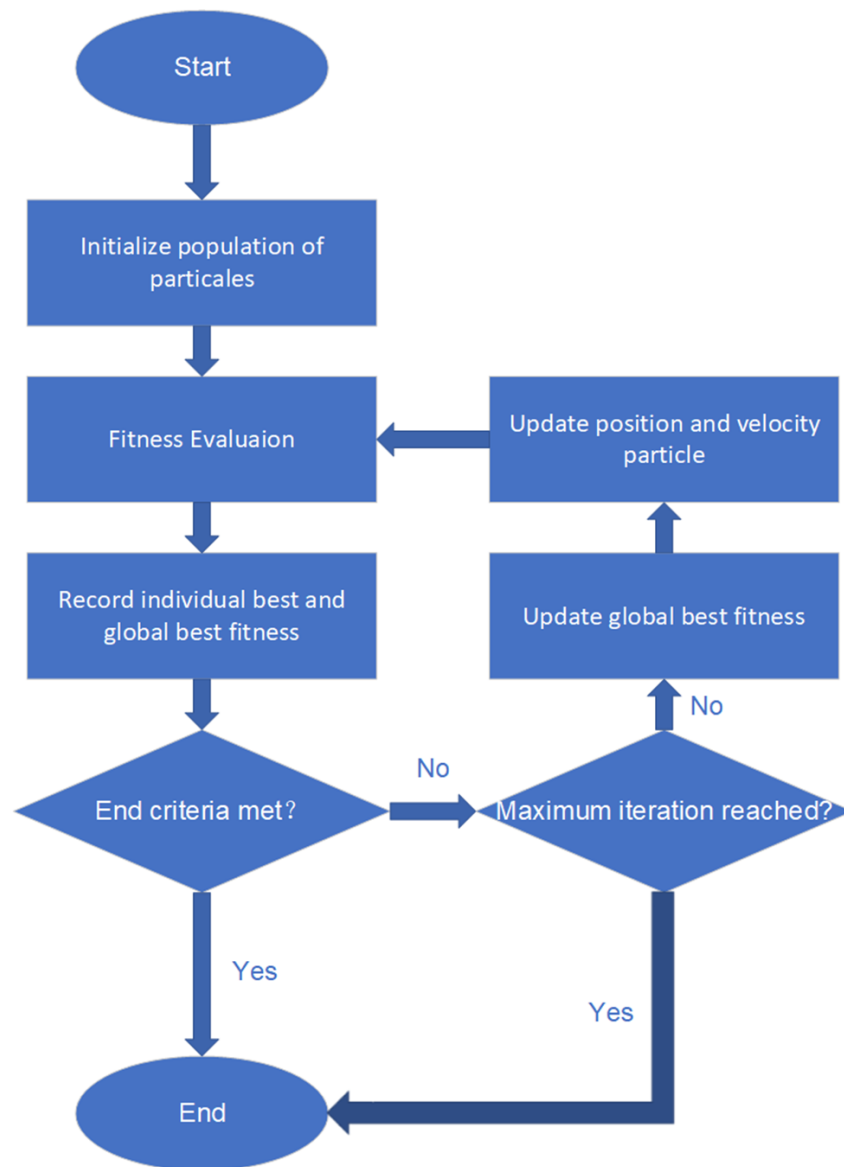 Start
Initialize population of
particales
Fitness Evaluaion
Record individual best and
global best fitness
End criteria met？
Yes
End
No
Maximum iteration reached?
No
Update global best fitness
Update position and velocity
particle
Yes